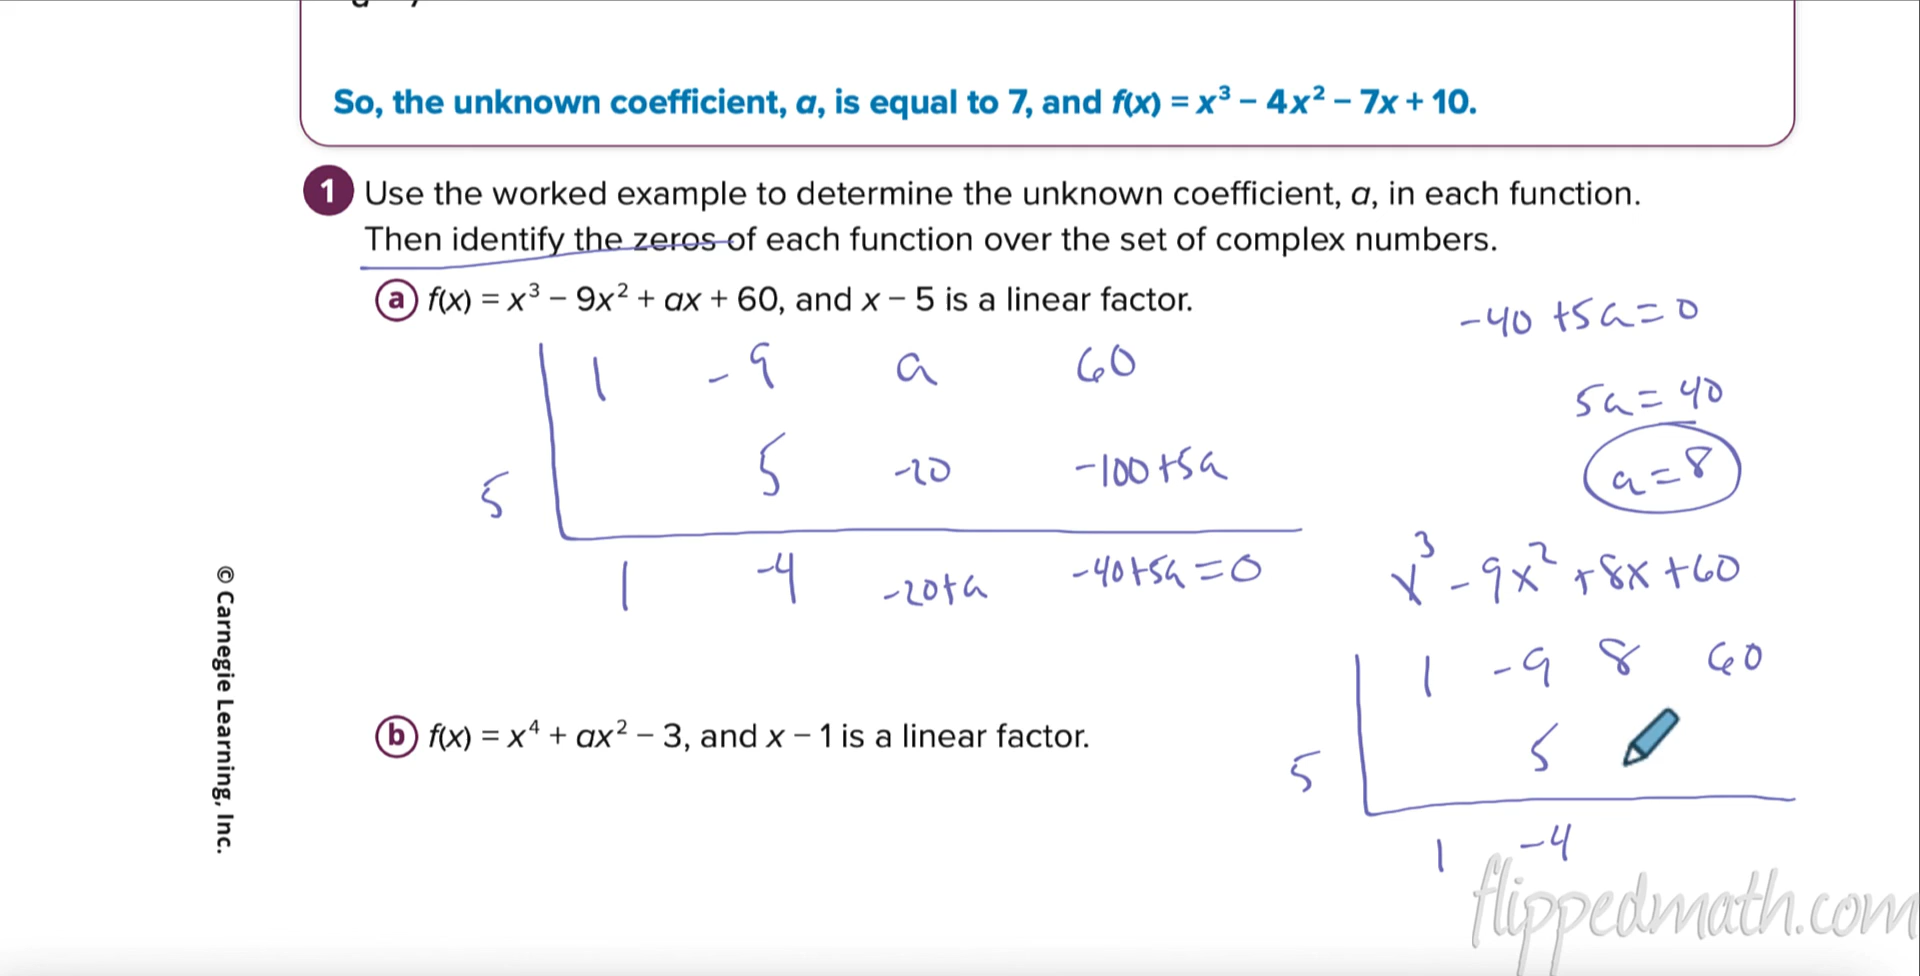 So, the unknown coefficient, a, is equal to 7, and f(x) = x³ – 4x² – 7x + 10.
1 Use the worked example to determine the unknown coefficient, a, in each function.
Then identify the zeros of each function over the set of complex numbers.
a f(x) = x³ – 9x² + ax + 60, and x – 5 is a linear factor.
1 -9 a 60
5 5 -20 -100+5a
1 -4 -20+a -40+5a=0
-40+5a=0
5a=40
a=8
x³-9x²+8x+60
1 -9 8 60
5 5
1 -4
b f(x) = x⁴ + ax² – 3, and x – 1 is a linear factor.
© Carnegie Learning, Inc.
flippedmath.com